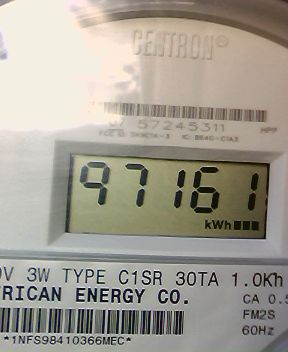 CENTRON®
57245311
97161
kWh
V 3W TYPE C1SR 30TA 1.0Kh
RICAN ENERGY CO.
CA 0.5
FM2S
60Hz
*1NFS98410366MEC*